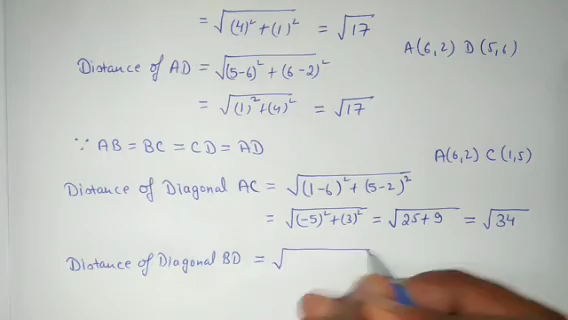 = √(4)² + (1)² = √17
A(6,2) D(5,6)
Distance of AD = √(5-6)² + (6-2)²
= √(1)² + (4)² = √17
∵ AB = BC = CD = AD
A(6,2) C(1,5)
Distance of Diagonal AC = √(1-6)² + (5-2)²
= √(-5)² + (3)² = √25+9 = √34
Distance of Diagonal BD = √